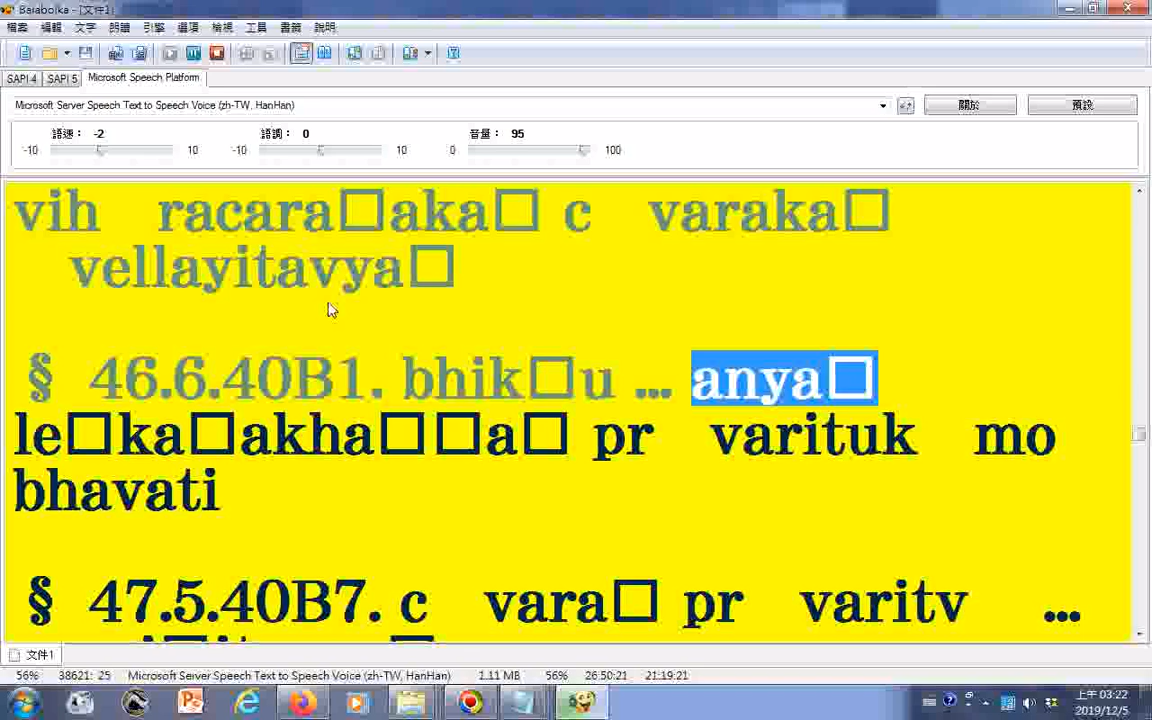 Balabolka - [文件1]
檔案 編輯 文字 朗讀 引擎 選項 檢視 工具 書籤 說明
SAPI 4 SAPI 5 Microsoft Speech Platform
Microsoft Server Speech Text to Speech Voice (zh-TW, HanHan) 關於 預設
語速： -2 語調： 0 音量： 95
-10 10 -10 10 0 100
vih racara□aka□ c varaka□
vellayitavya□
§ 46.6.40B1. bhik□u ... anya□
le□ka□akha□□a□ pr varituk mo
bhavati
§ 47.5.40B7. c vara□ pr varitv ...
文件1
56% 38621: 25 Microsoft Server Speech Text to Speech Voice (zh-TW, HanHan) 1.11 MB 56% 26:50:21 21:19:21
上午 03:22
2019/12/5